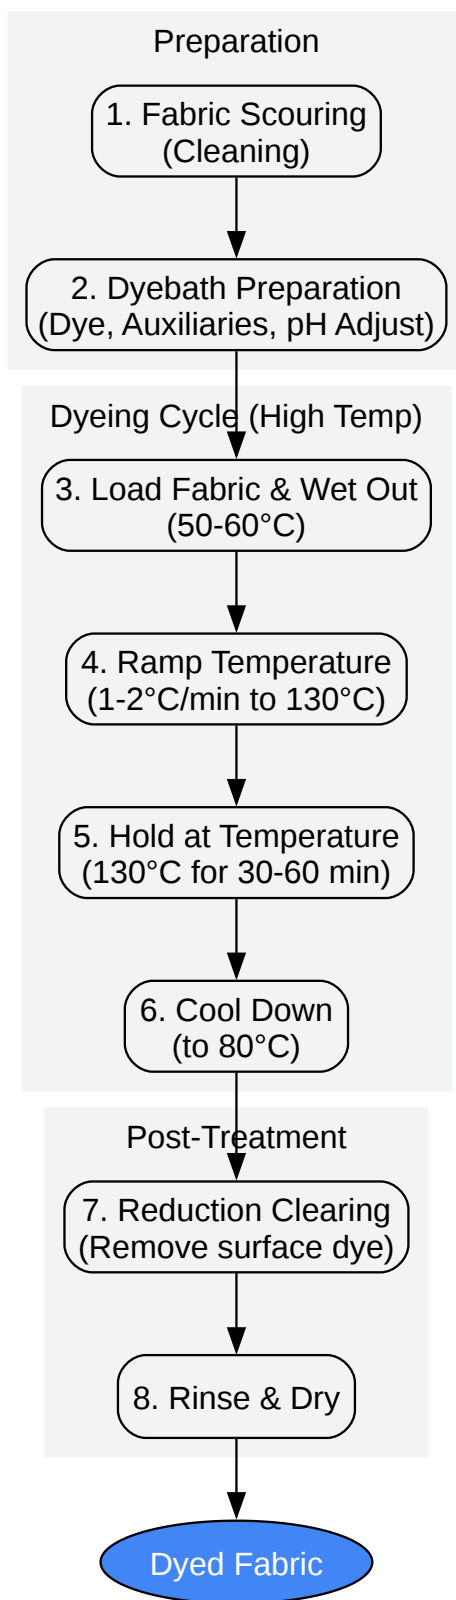 Preparation
1. Fabric Scouring
(Cleaning)
2. Dyebath Preparation
(Dye, Auxiliaries, pH Adjust)
Dyeing Cycle (High Temp)
3. Load Fabric & Wet Out
(50-60°C)
4. Ramp Temperature
(1-2°C/min to 130°C)
5. Hold at Temperature
(130°C for 30-60 min)
6. Cool Down
(to 80°C)
Post-Treatment
7. Reduction Clearing
(Remove surface dye)
8. Rinse & Dry
Dyed Fabric